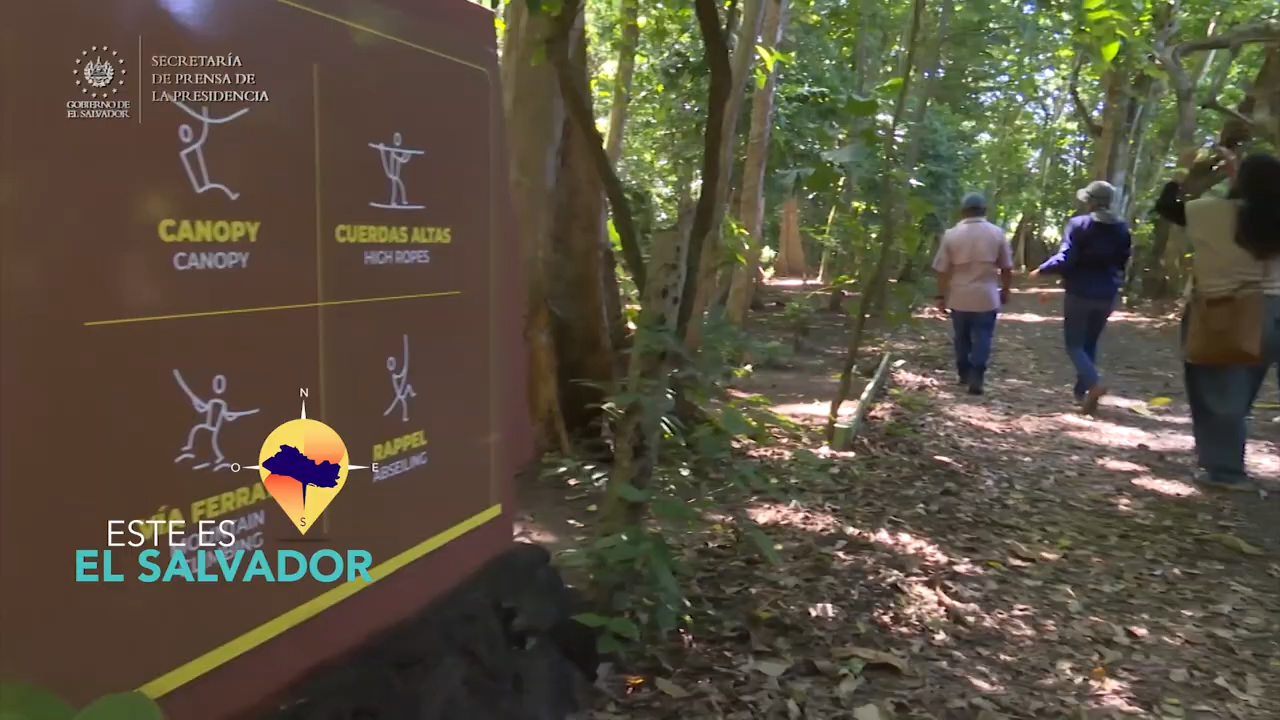 GOBIERNO DE
EL SALVADOR
SECRETARÍA
DE PRENSA DE
LA PRESIDENCIA
CANOPY
CANOPY
CUERDAS ALTAS
HIGH ROPES
RAPPEL
ABSEILING
N
O
E
S
ESTE ES
EL SALVADOR